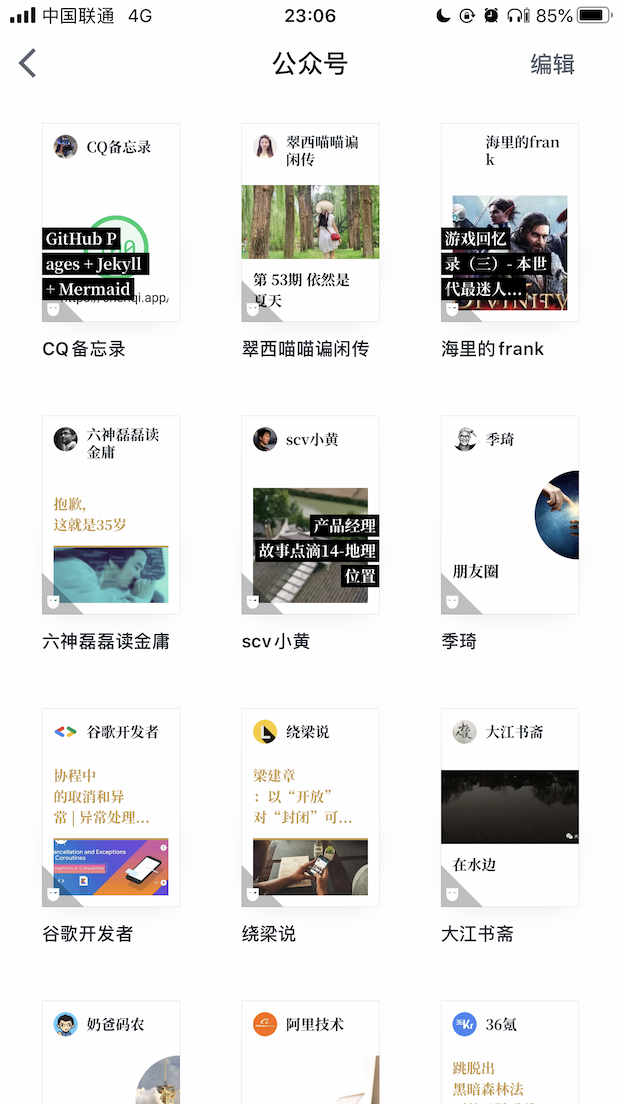 中国联通 4G
23:06
85%
公众号
编辑
CQ备忘录
GitHub P
ages + Jekyll
+ Mermaid
CQ备忘录
翠西喵喵谝
闲传
第 53期 依然是
夏天
翠西喵喵谝闲传
海里的fran
k
游戏回忆
录（三）- 本世
代最迷人...
DIVINITY
海里的frank
六神磊磊读
金庸
抱歉,
这就是35岁
六神磊磊读金庸
scv小黄
产品经理
故事点滴14-地理
位置
scv小黄
季琦
朋友圈
季琦
谷歌开发者
协程中
的取消和异
常 | 异常处理...
ncellation and Exceptions
Coroutines
谷歌开发者
绕梁说
梁建章
：以“开放”
对“封闭”可...
绕梁说
大江书斋
在水边
大江书斋
奶爸码农
阿里技术
36Kr
36氪
跳脱出
黑暗森林法